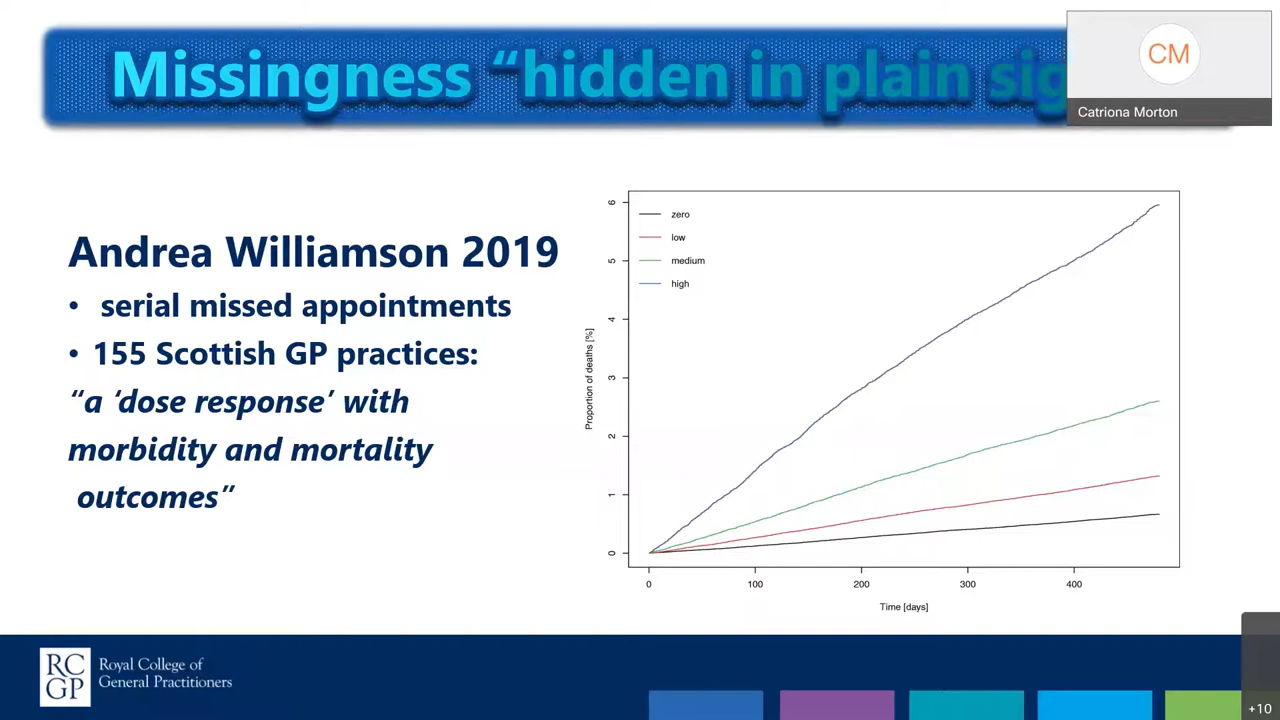 Missingness “hidden in plain sig
CM
Catriona Morton
Andrea Williamson 2019
• serial missed appointments
• 155 Scottish GP practices:
“a ‘dose response’ with
morbidity and mortality
outcomes”
zero
low
medium
high
Proportion of deaths [%]
6
5
4
3
2
1
0
0 100 200 300 400
Time [days]
RC
GP
Royal College of
General Practitioners
+10